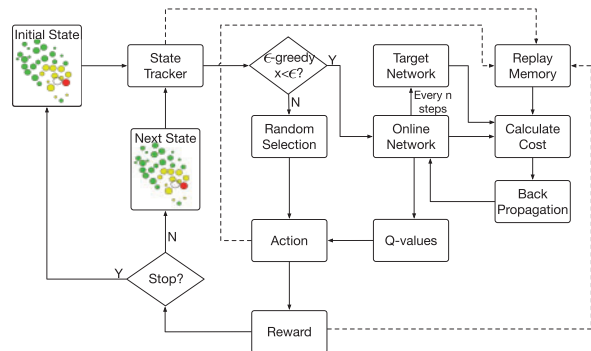 Initial State
State
Tracker
ϵ-greedy
x<ϵ?
Y
N
Target
Network
Replay
Memory
Every n
steps
Random
Selection
Online
Network
Calculate
Cost
Next State
Back
Propagation
N
Action
Q-values
Y
Stop?
Reward